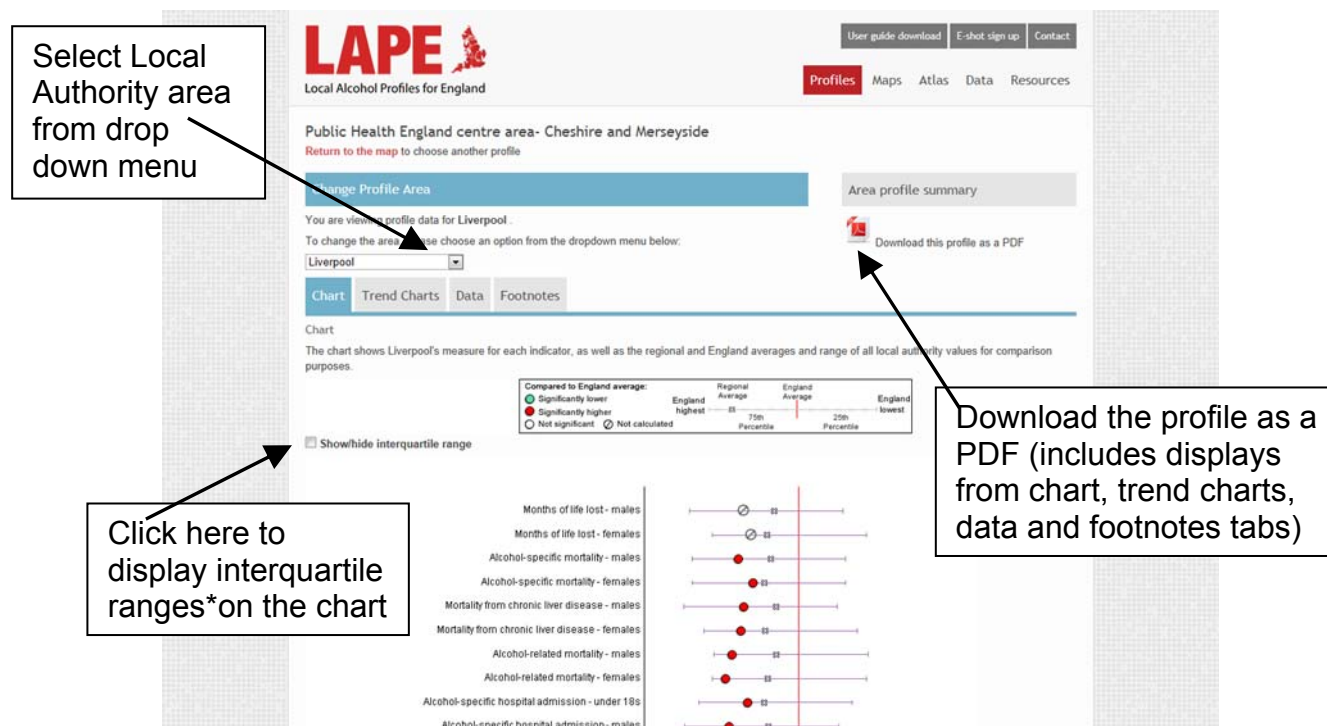 Select Local
Authority area
from drop
down menu
LAPE
Local Alcohol Profiles for England
User guide download
E-shot sign up
Contact
Profiles Maps Atlas Data Resources
Public Health England centre area- Cheshire and Merseyside
Return to the map to choose another profile
Change Profile Area
Area profile summary
You are viewing profile data for Liverpool .
To change the area please choose an option from the dropdown menu below:
Liverpool
Download this profile as a PDF
Chart Trend Charts Data Footnotes
Chart
The chart shows Liverpool's measure for each indicator, as well as the regional and England averages and range of all local authority values for comparison
purposes.
Compared to England average:
Significantly lower
Significantly higher
Not significant Not calculated
England
highest
Regional
Average
England
Average
75th
Percentile
25th
Percentile
England
lowest
Show/hide interquartile range
Click here to
display interquartile
ranges*on the chart
Download the profile as a
PDF (includes displays
from chart, trend charts,
data and footnotes tabs)
Months of life lost - males
Months of life lost - females
Alcohol-specific mortality - males
Alcohol-specific mortality - females
Mortality from chronic liver disease - males
Mortality from chronic liver disease - females
Alcohol-related mortality - males
Alcohol-related mortality - females
Alcohol-specific hospital admission - under 18s
Alcohol-specific hospital admission - males